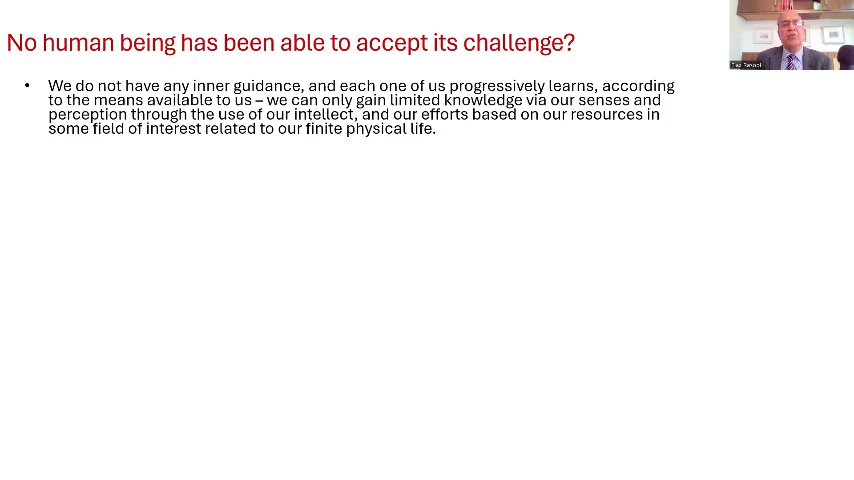 No human being has been able to accept its challenge?
• We do not have any inner guidance, and each one of us progressively learns, according
to the means available to us – we can only gain limited knowledge via our senses and
perception through the use of our intellect, and our efforts based on our resources in
some field of interest related to our finite physical life.